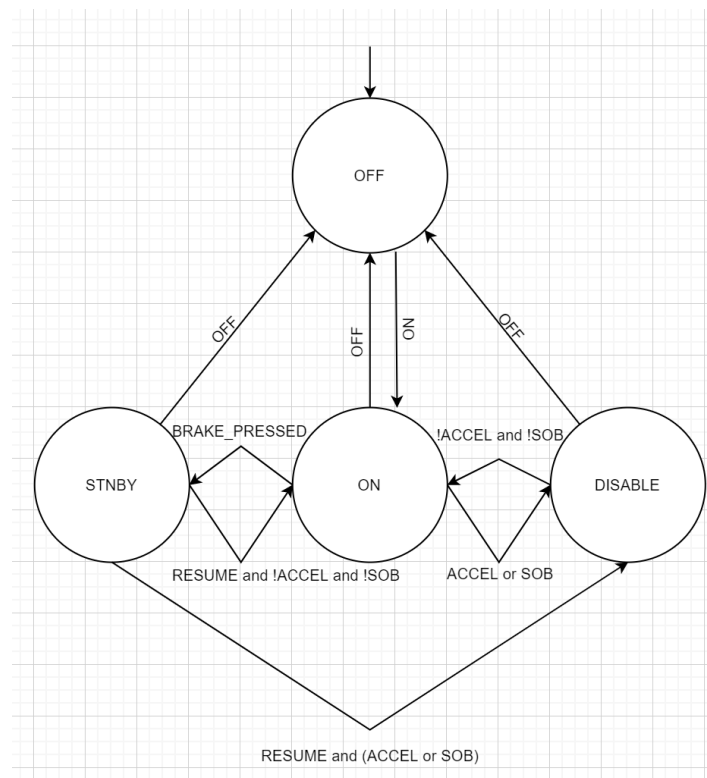 OFF
OFF
OFF
ON
OFF
BRAKE_PRESSED
!ACCEL and !SOB
STNBY
ON
DISABLE
RESUME and !ACCEL and !SOB
ACCEL or SOB
RESUME and (ACCEL or SOB)